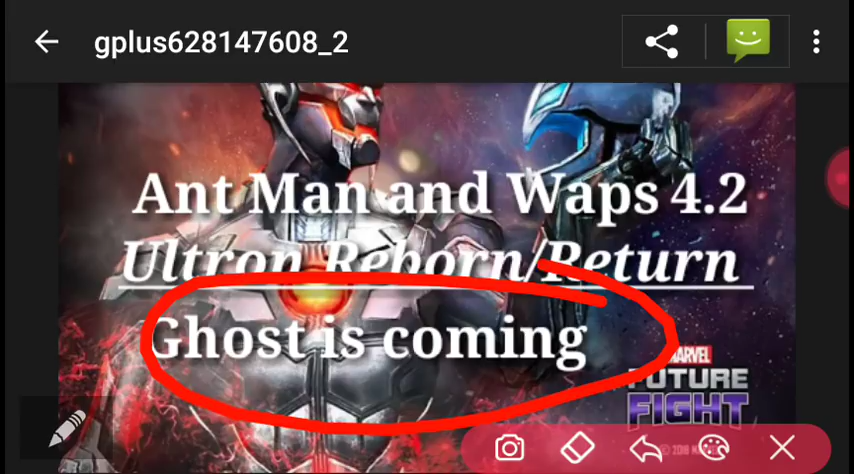 gplus628147608_2
Ant Man and Waps 4.2
Ultron Reborn/Return
Ghost is coming
MARVEL
FUTURE
FIGHT